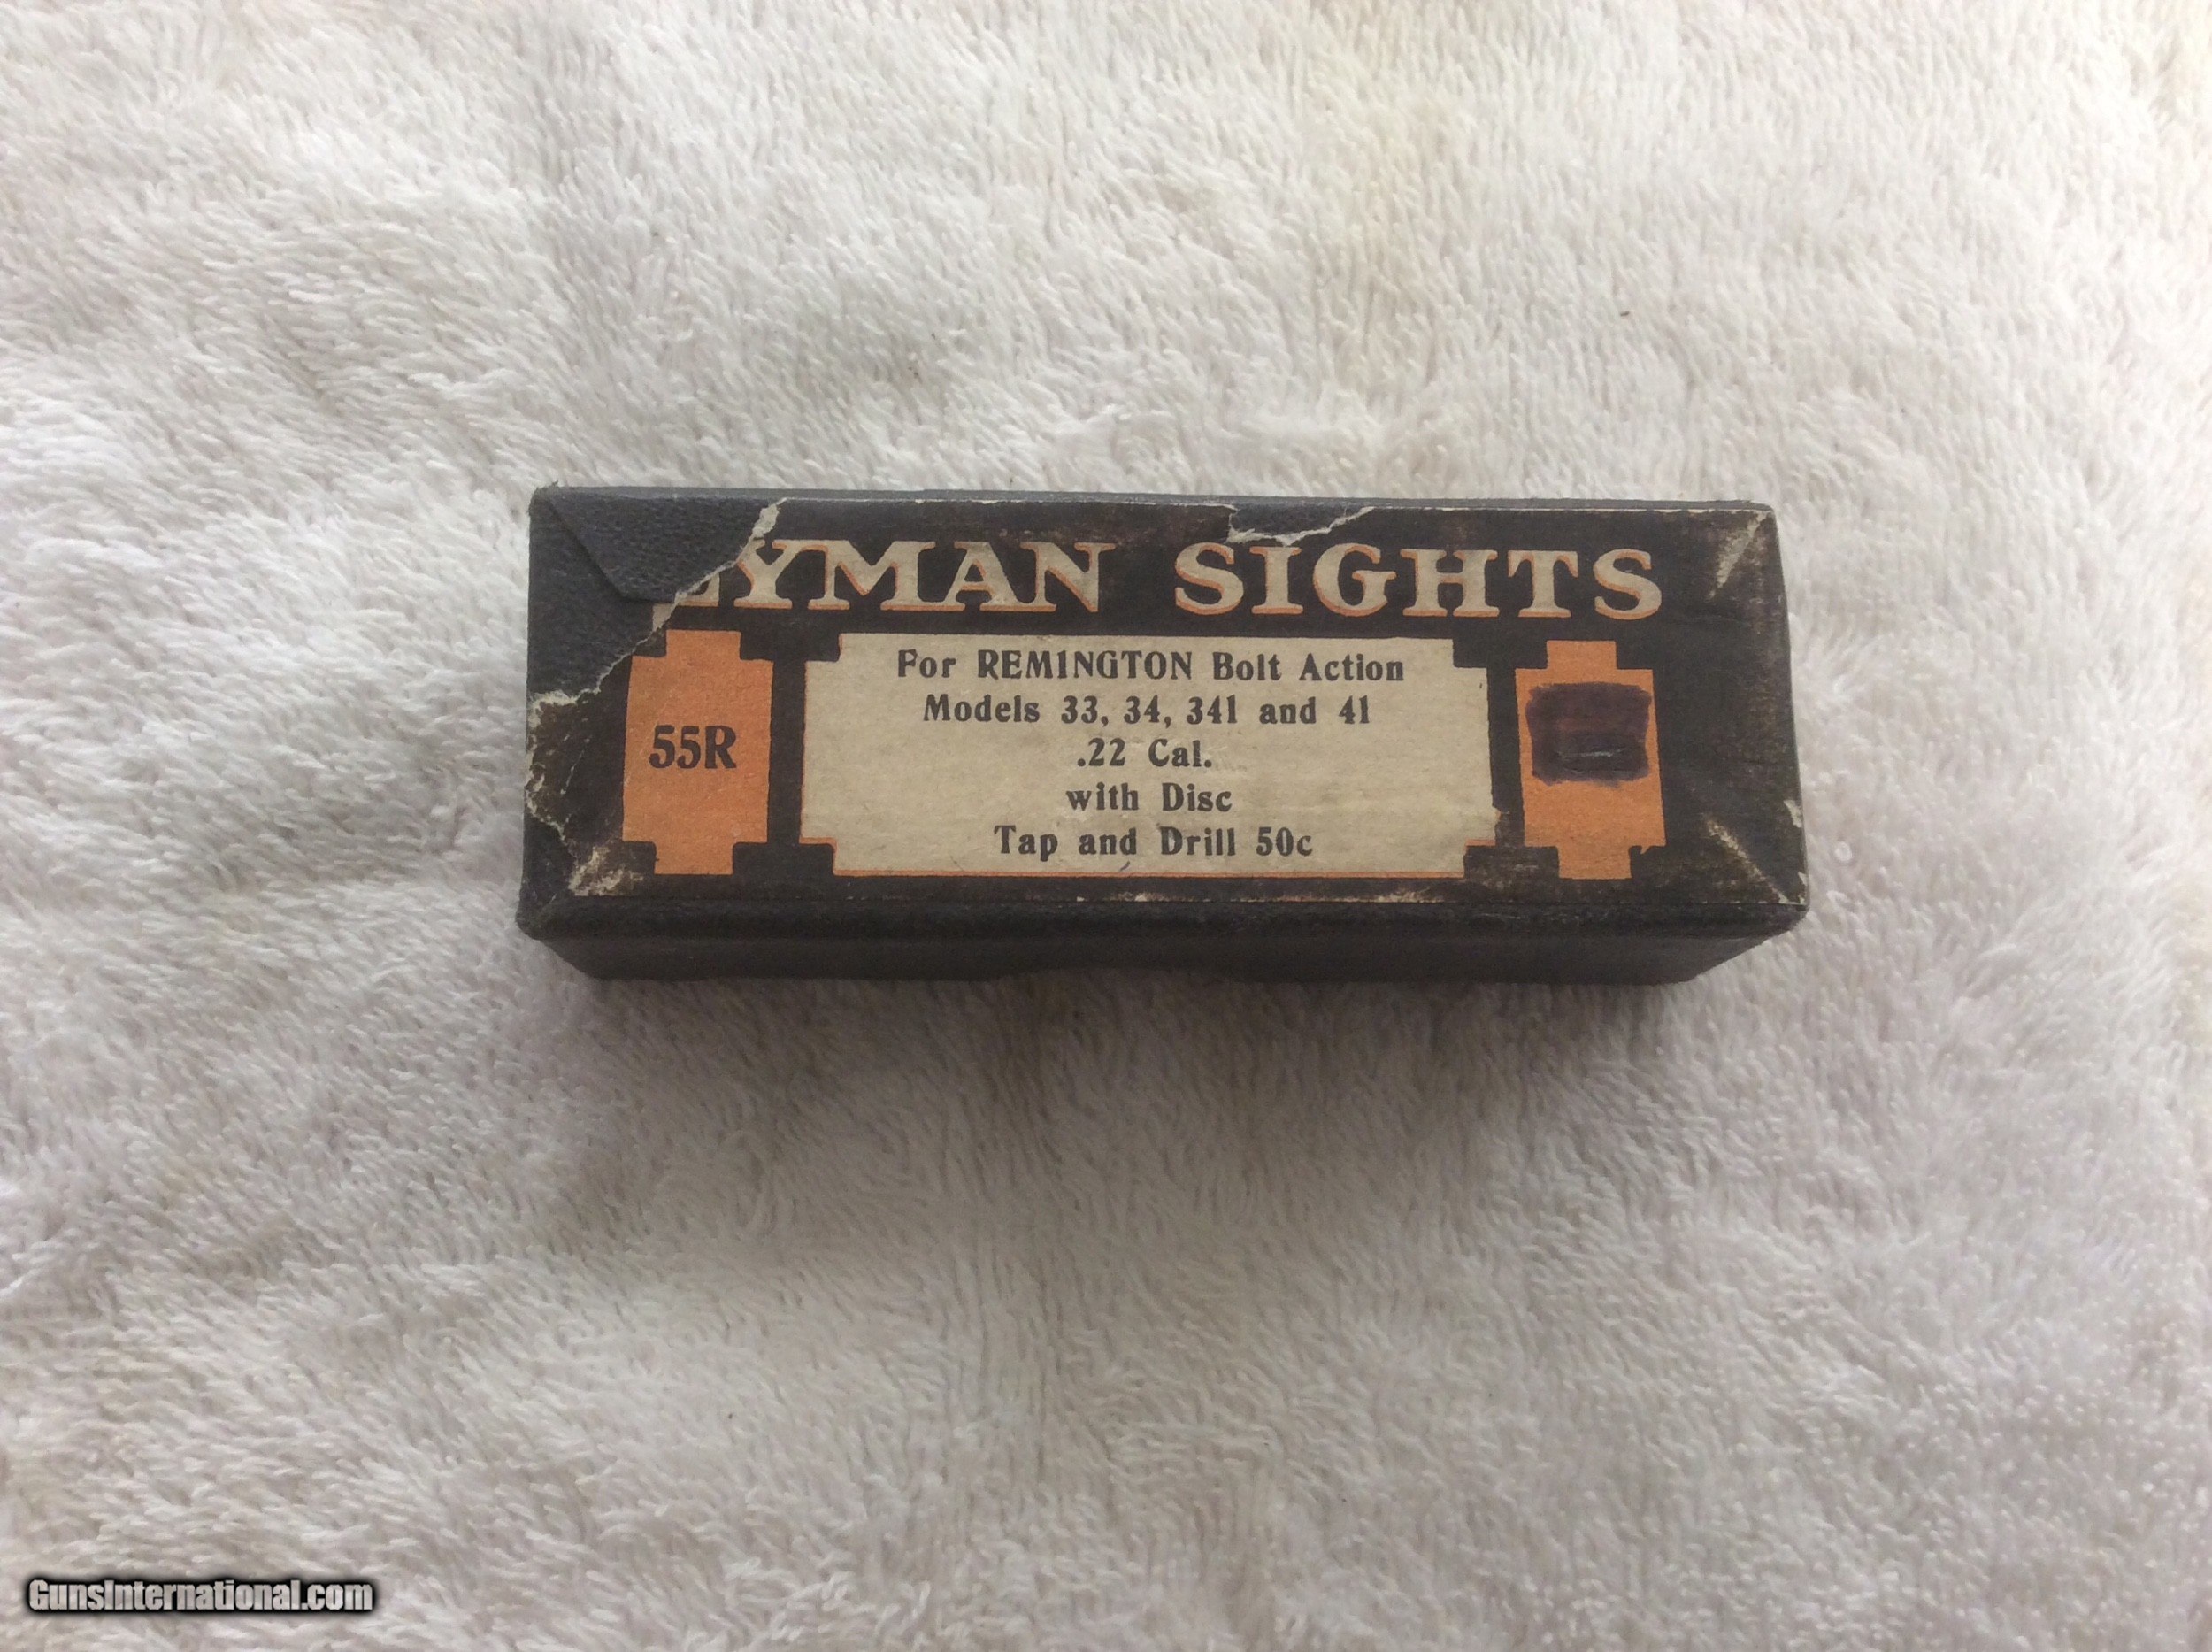 LYMAN SIGHTS
55R
For REMINGTON Bolt Action
Models 33, 34, 341 and 41
.22 Cal.
with Disc
Tap and Drill 50c
GunsInternational.com